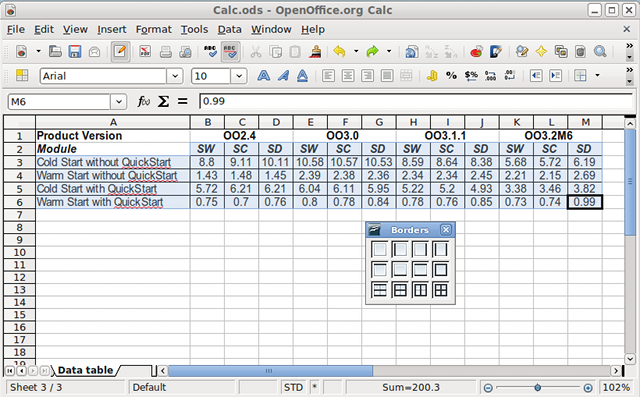 Calc.ods - OpenOffice.org Calc
File Edit View Insert Format Tools Data Window Help
Arial 10
M6 f(x) Σ = 0.99
A B C D E F G H I J K L M
1 Product Version OO2.4 OO3.0 OO3.1.1 OO3.2M6
2 Module SW SC SD SW SC SD SW SC SD SW SC SD
3 Cold Start without QuickStart 8.8 9.11 10.11 10.58 10.57 10.53 8.59 8.64 8.38 5.68 5.72 6.19
4 Warm Start without QuickStart 1.43 1.48 1.45 2.39 2.38 2.36 2.34 2.34 2.45 2.21 2.15 2.69
5 Cold Start with QuickStart 5.72 6.21 6.21 6.04 6.11 5.95 5.22 5.2 4.93 3.38 3.46 3.82
6 Warm Start with QuickStart 0.75 0.7 0.76 0.8 0.78 0.84 0.78 0.76 0.85 0.73 0.74 0.99
7
8 Borders
9
10
11
12
13
14
15
16
17
18
19
Data table
Sheet 3 / 3 Default STD * Sum=200.3 102%